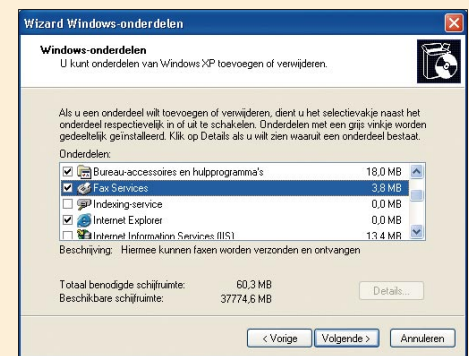 Wizard Windows-onderdelen
Windows-onderdelen
U kunt onderdelen van Windows XP toevoegen of verwijderen.
Als u een onderdeel wilt toevoegen of verwijderen, dient u het selectievakje naast het
onderdeel respectievelijk in of uit te schakelen. Onderdelen met een grijs vinkje worden
gedeeltelijk geïnstalleerd. Klik op Details als u wilt zien waaruit een onderdeel bestaat.
Onderdelen:
Bureau-accessoires en hulpprogramma's 18,0 MB
Fax Services 3,8 MB
Indexing-service 0,0 MB
Internet Explorer 0,0 MB
Internet Information Services (IIS) 13,4 MB
Beschrijving: Hiermee kunnen faxen worden verzonden en ontvangen
Totaal benodigde schijfruimte: 60,3 MB
Beschikbare schijfruimte: 37774,6 MB
Details...
< Vorige Volgende > Annuleren